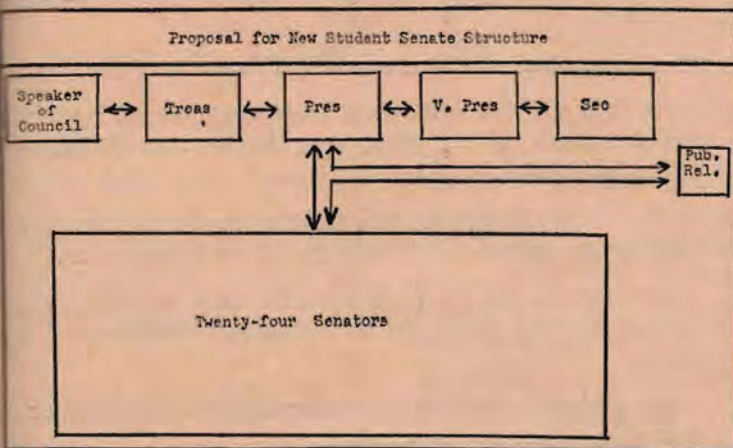 Proposal for New Student Senate Structure
Speaker
of
Council
Treas
Pres
V. Pres
Sec
Pub.
Rel.
Twenty-four Senators